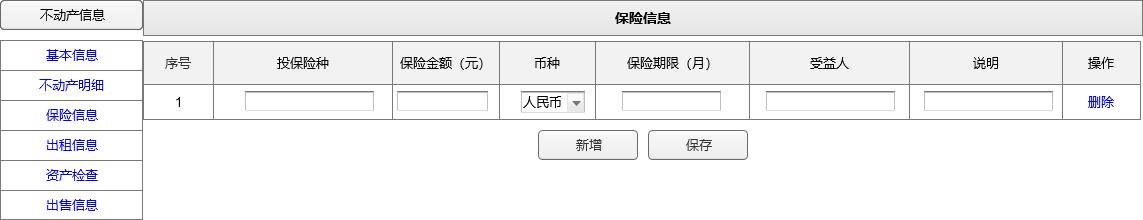 不动产信息
基本信息
不动产明细
保险信息
出租信息
资产检查
出售信息
保险信息
序号 投保险种 保险金额（元） 币种 保险期限（月） 受益人 说明 操作
1 人民币 删除
新增 保存